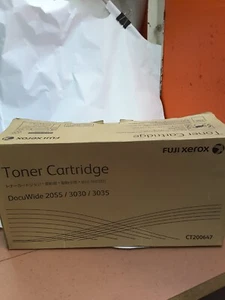 FUJI XEROX
Toner Cartridge
DocuWide 2055 / 3030 / 3035
CT200647